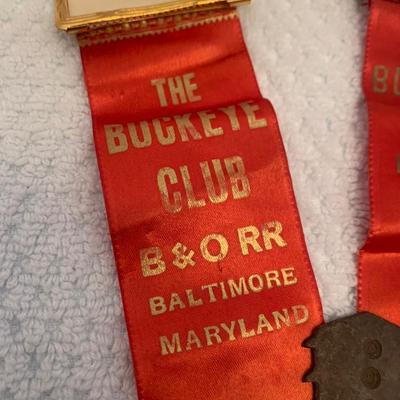 THE
BUCKEYE
CLUB
B & O RR
BALTIMORE
MARYLAND